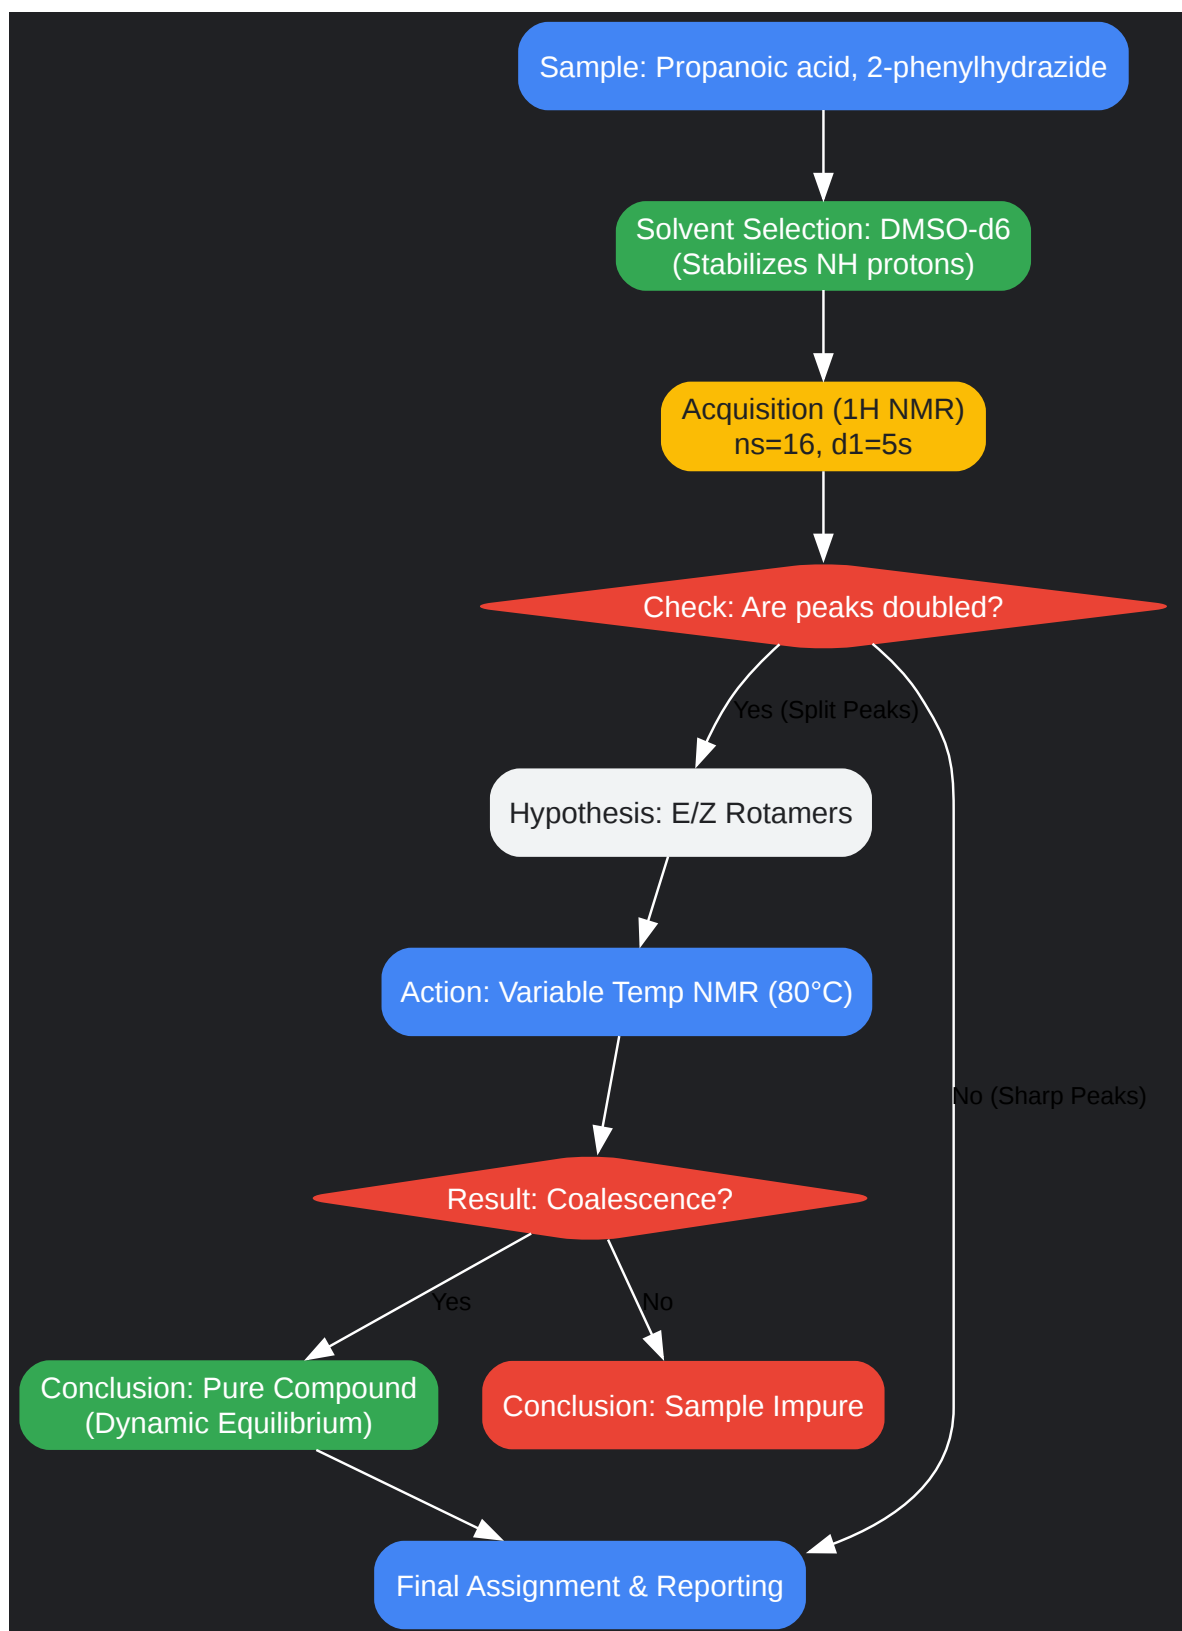 Sample: Propanoic acid, 2-phenylhydrazide
Solvent Selection: DMSO-d6
(Stabilizes NH protons)
Acquisition (1H NMR)
ns=16, d1=5s
Check: Are peaks doubled?
Yes (Split Peaks)
Hypothesis: E/Z Rotamers
Action: Variable Temp NMR (80°C)
No (Sharp Peaks)
Result: Coalescence?
Yes
No
Conclusion: Pure Compound
(Dynamic Equilibrium)
Conclusion: Sample Impure
Final Assignment & Reporting